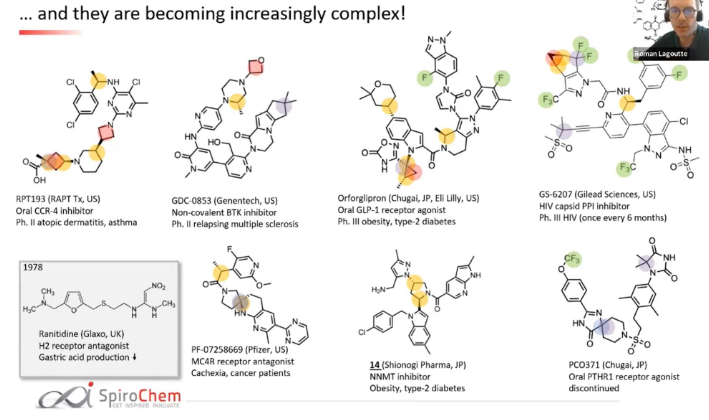 … and they are becoming increasingly complex!
Roman Lagoutte
RPT193 (RAPT Tx, US)
Oral CCR-4 inhibitor
Ph. II atopic dermatitis, asthma
GDC-0853 (Genentech, US)
Non-covalent BTK inhibitor
Ph. II relapsing multiple sclerosis
Orforglipron (Chugai, JP, Eli Lilly, US)
Oral GLP-1 receptor agonist
Ph. III obesity, type-2 diabetes
GS-6207 (Gilead Sciences, US)
HIV capsid PPI inhibitor
Ph. III HIV (once every 6 months)
1978
Ranitidine (Glaxo, UK)
H2 receptor antagonist
Gastric acid production ↓
PF-07258669 (Pfizer, US)
MC4R receptor antagonist
Cachexia, cancer patients
14 (Shionogi Pharma, JP)
NNMT inhibitor
Obesity, type-2 diabetes
PCO371 (Chugai, JP)
Oral PTHR1 receptor agonist
discontinued
SpiroChem
GET INSPIRED. INNOVATE